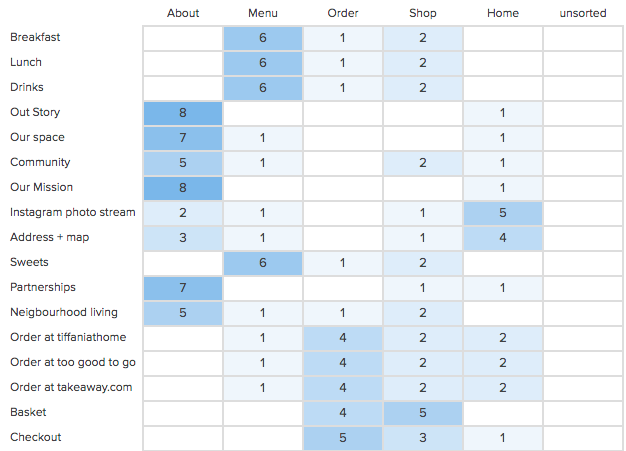 About Menu Order Shop Home unsorted
Breakfast 6 1 2
Lunch 6 1 2
Drinks 6 1 2
Out Story 8 1
Our space 7 1 1
Community 5 1 2 1
Our Mission 8 1
Instagram photo stream 2 1 1 5
Address + map 3 1 1 4
Sweets 6 1 2
Partnerships 7 1 1
Neigbourhood living 5 1 1 2
Order at tiffaniathome 1 4 2 2
Order at too good to go 1 4 2 2
Order at takeaway.com 1 4 2 2
Basket 4 5
Checkout 5 3 1